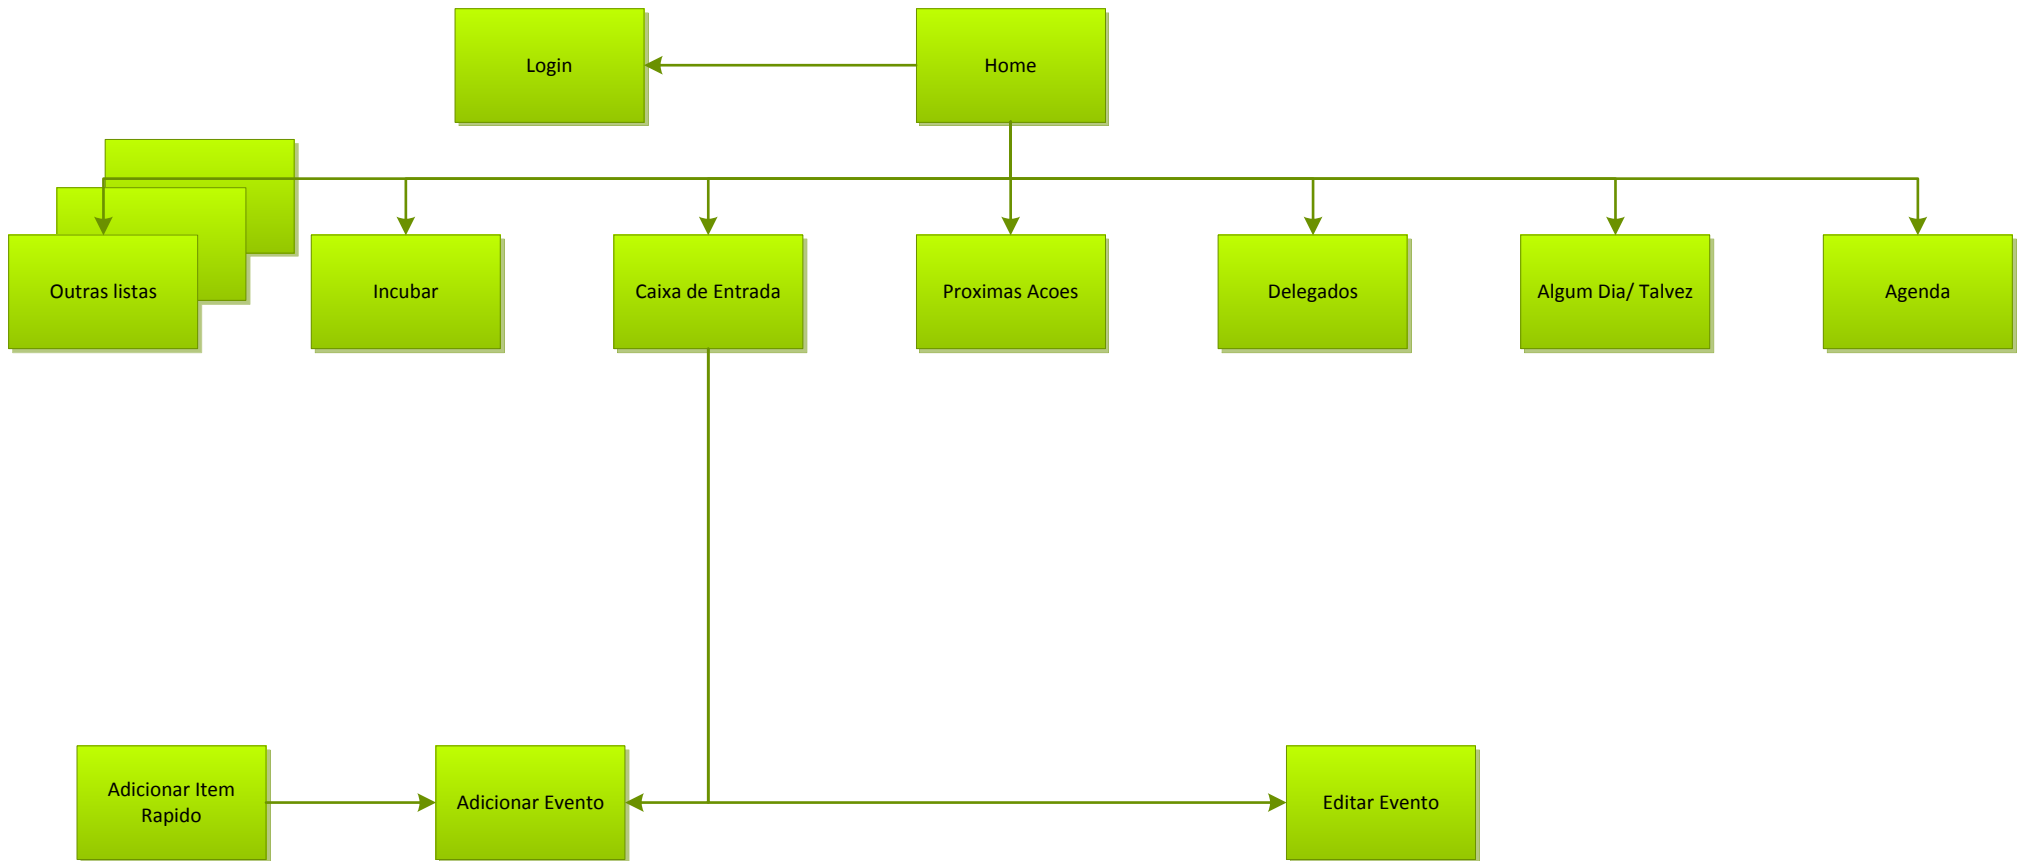 Login
Home
Outras listas
Incubar
Caixa de Entrada
Proximas Acoes
Delegados
Algum Dia/ Talvez
Agenda
Adicionar Item
Rapido
Adicionar Evento
Editar Evento